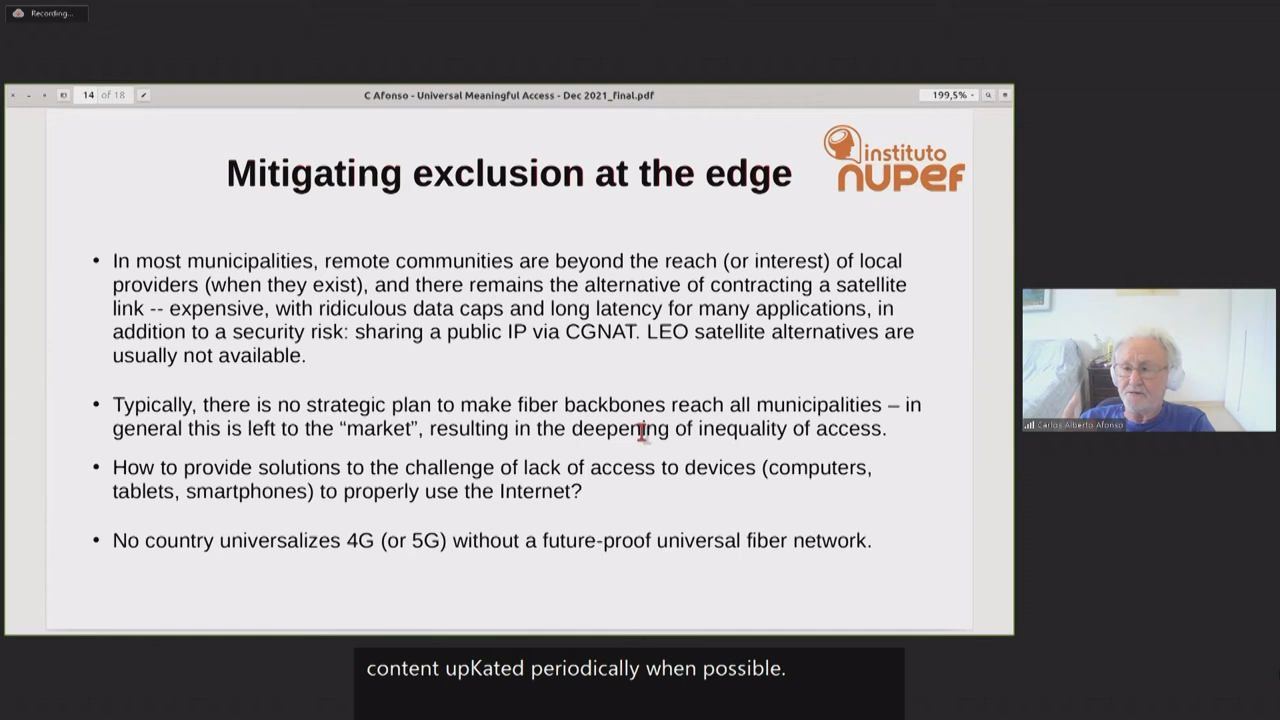 Recording...
14 of 18
C Afonso - Universal Meaningful Access - Dec 2021_final.pdf
199,5%
Mitigating exclusion at the edge
instituto
nupef
• In most municipalities, remote communities are beyond the reach (or interest) of local
providers (when they exist), and there remains the alternative of contracting a satellite
link -- expensive, with ridiculous data caps and long latency for many applications, in
addition to a security risk: sharing a public IP via CGNAT. LEO satellite alternatives are
usually not available.
• Typically, there is no strategic plan to make fiber backbones reach all municipalities – in
general this is left to the “market”, resulting in the deepening of inequality of access.
• How to provide solutions to the challenge of lack of access to devices (computers,
tablets, smartphones) to properly use the Internet?
• No country universalizes 4G (or 5G) without a future-proof universal fiber network.
Carlos Alberto Afonso
content upKated periodically when possible.